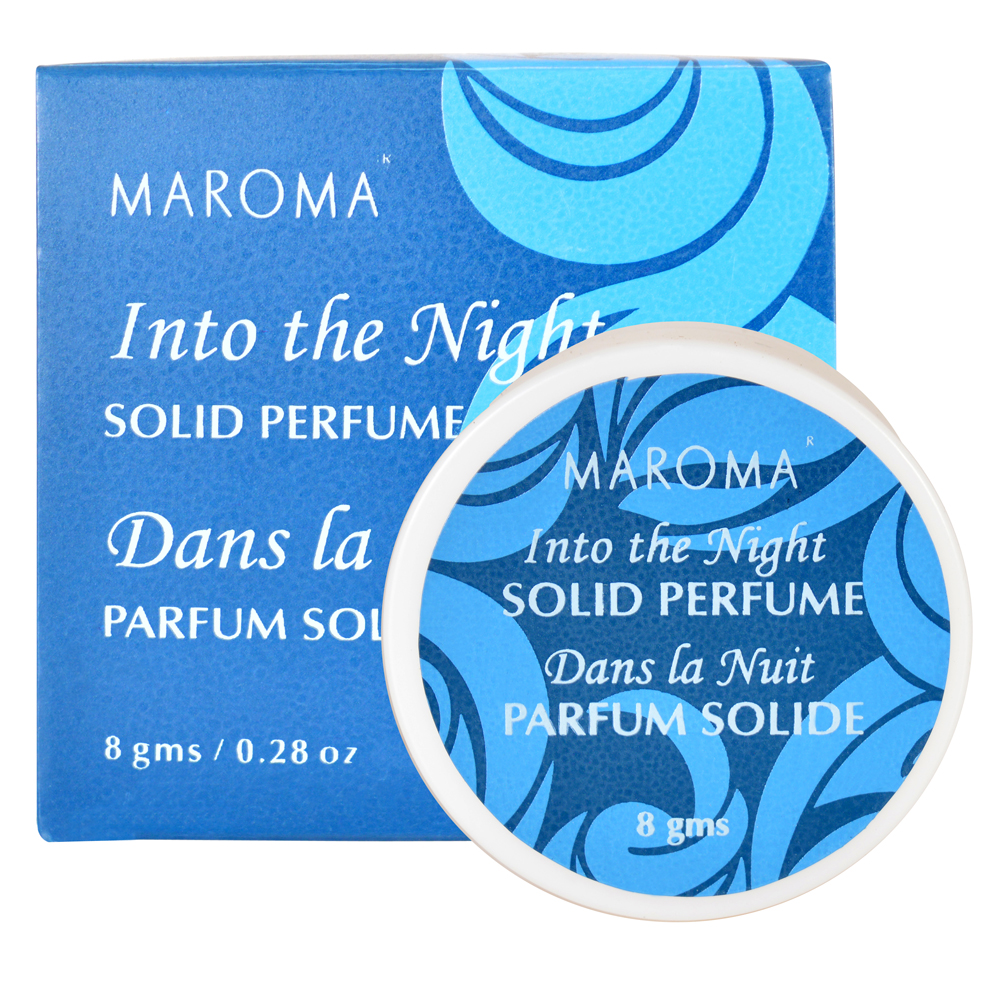 MAROMA R
Into the Night
SOLID PERFUME
Dans la
PARFUM SOL
8 gms / 0.28 oz
MAROMA R
Into the Night
SOLID PERFUME
Dans la Nuit
PARFUM SOLIDE
8 gms